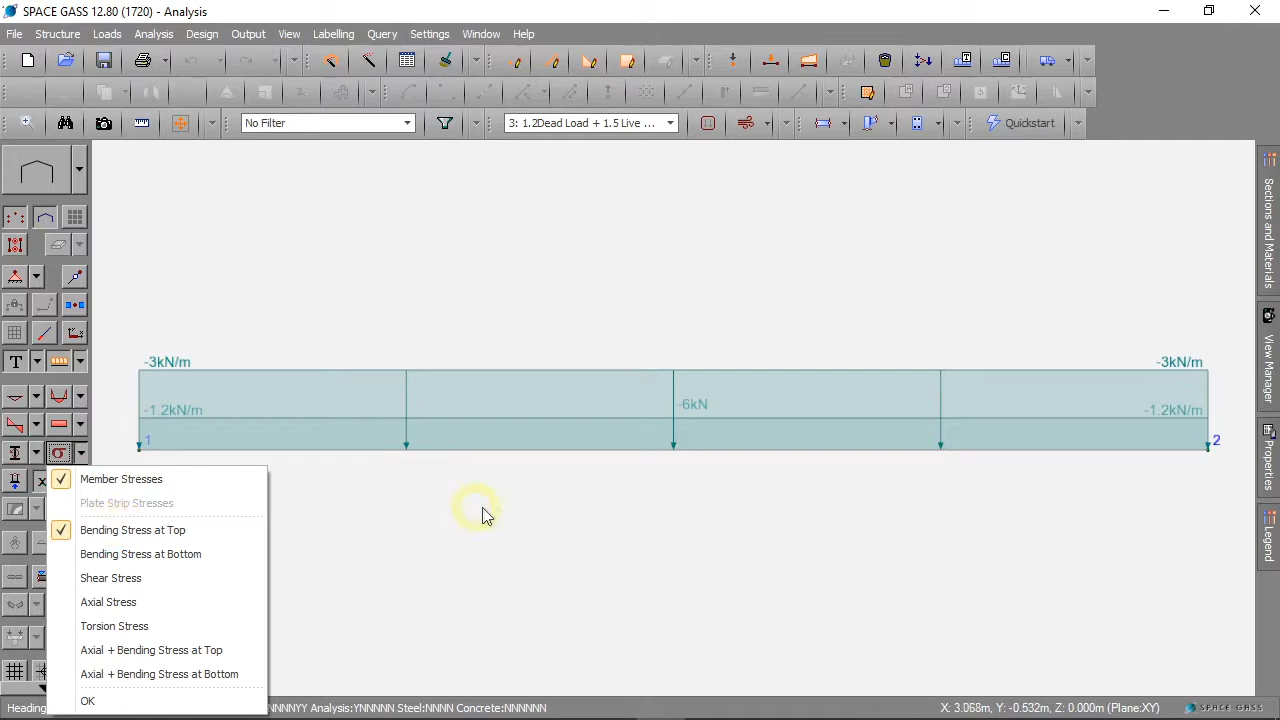 SPACE GASS 12.80 (1720) - Analysis
File Structure Loads Analysis Design Output View Labelling Query Settings Window Help
No Filter
3: 1.2Dead Load + 1.5 Live ...
Quickstart
Sections and Materials
View Manager
Properties
Legend
T
-3kN/m
-3kN/m
-1.2kN/m
-6kN
-1.2kN/m
1
2
Member Stresses
Plate Strip Stresses
Bending Stress at Top
Bending Stress at Bottom
Shear Stress
Axial Stress
Torsion Stress
Axial + Bending Stress at Top
Axial + Bending Stress at Bottom
OK
Heading
NNNNYY Analysis:YNNNNN Steel:NNNN Concrete:NNNNNN
X: 3.068m, Y: -0.532m, Z: 0.000m (Plane:XY)
SPACE GASS